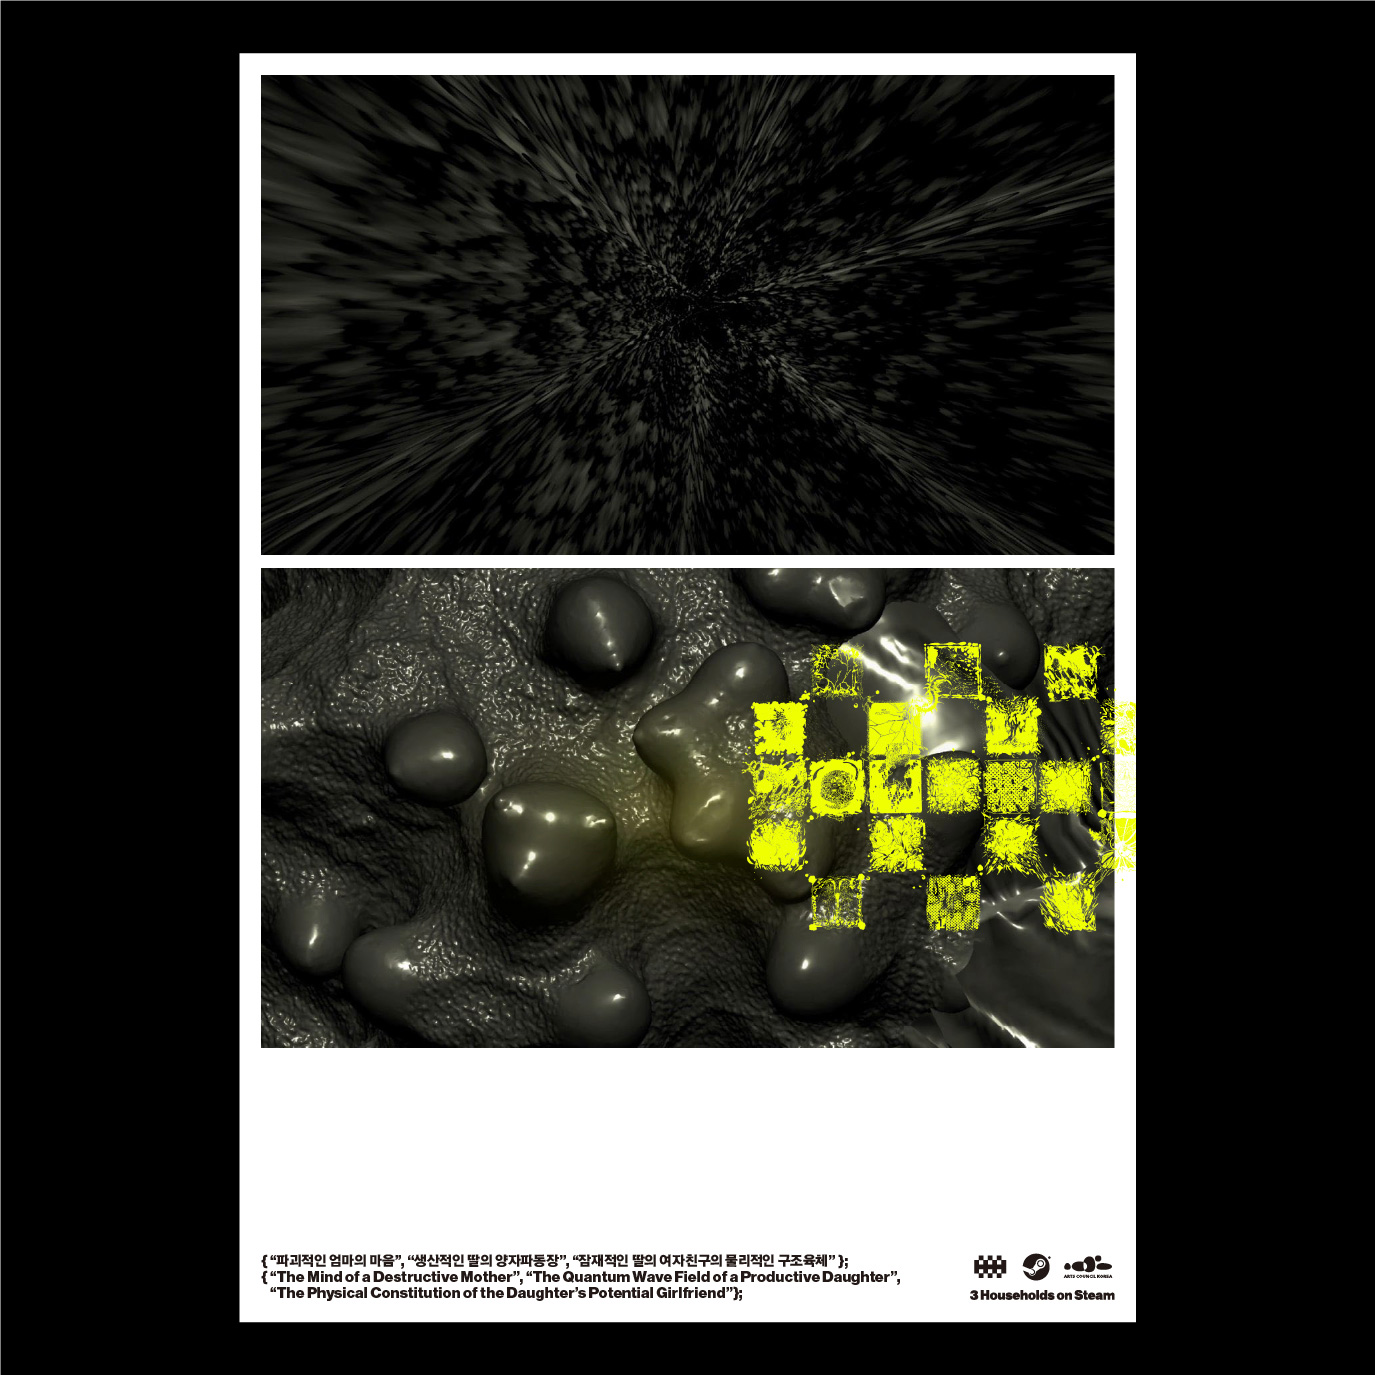 { “파괴적인 엄마의 마음”, “생산적인 딸의 양자파동장”, “잠재적인 딸의 여자친구의 물리적인 구조육체” };
{ “The Mind of a Destructive Mother”, “The Quantum Wave Field of a Productive Daughter”,
“The Physical Constitution of the Daughter’s Potential Girlfriend”};
ARTS COUNCIL KOREA
3 Households on Steam